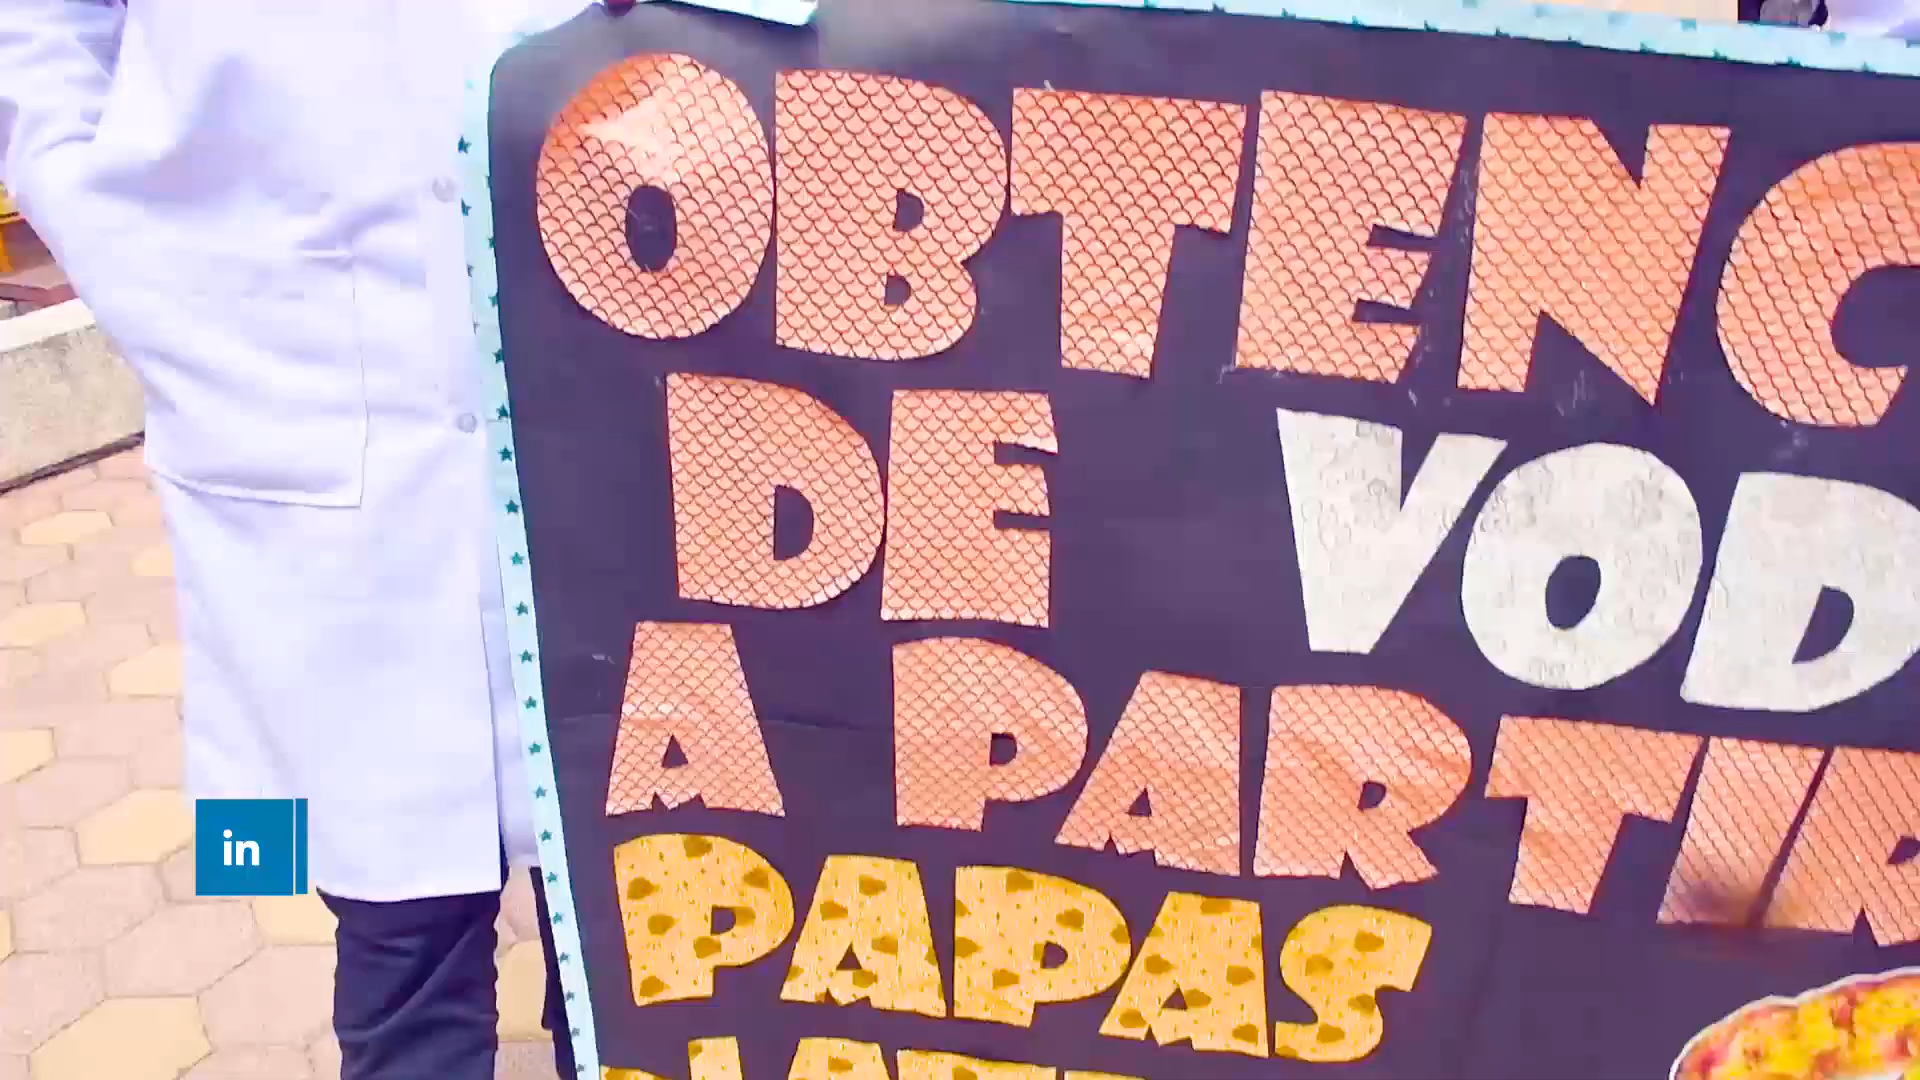 OBTENC
DE VOD
A PARTIR
PAPAS
in